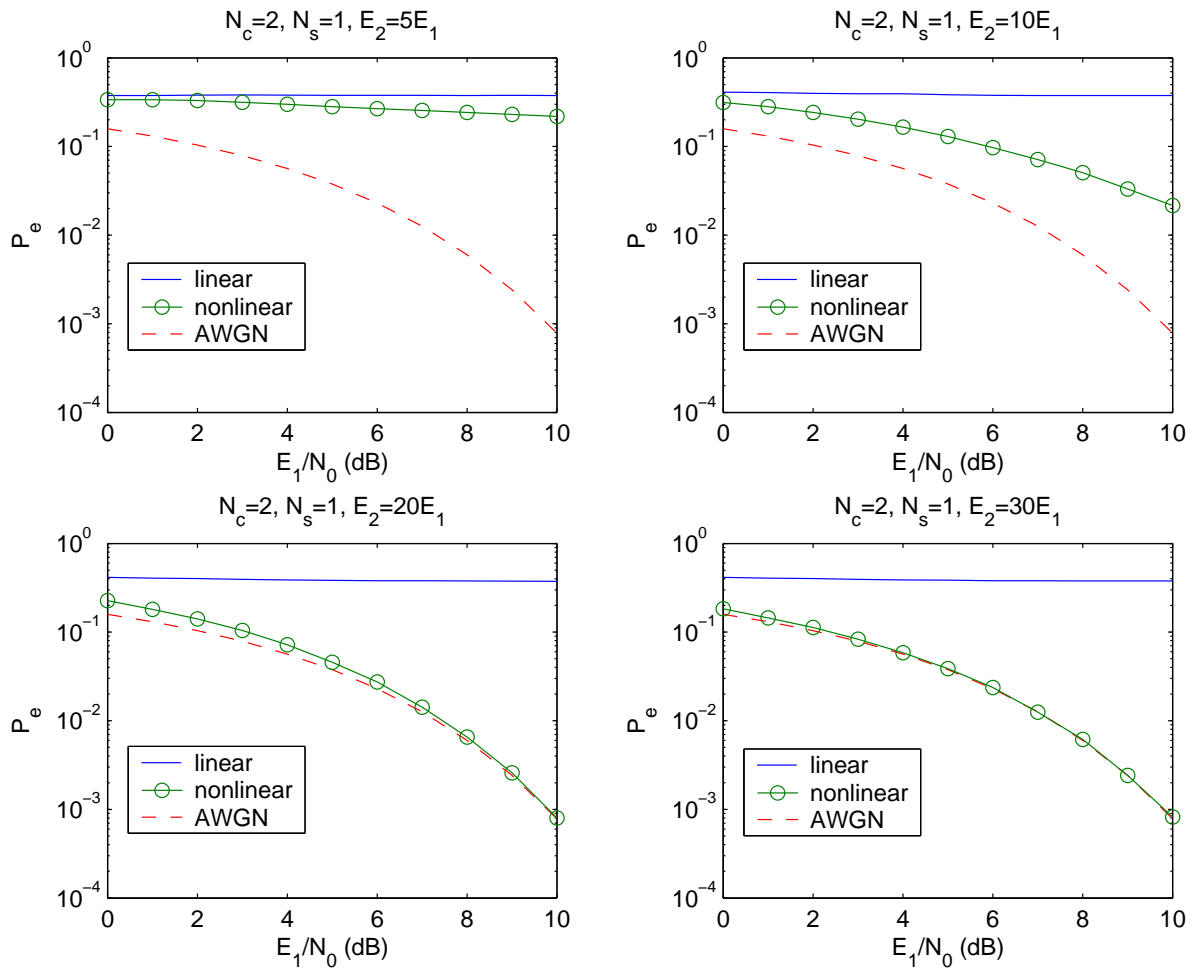 N_c=2, N_s=1, E_2=5E_1
10^0
10^−1
10^−2
10^−3
10^−4
P_e
linear
nonlinear
AWGN
0 2 4 6 8 10
E_1/N_0 (dB)
N_c=2, N_s=1, E_2=10E_1
10^0
10^−1
10^−2
10^−3
10^−4
P_e
linear
nonlinear
AWGN
0 2 4 6 8 10
E_1/N_0 (dB)
N_c=2, N_s=1, E_2=20E_1
10^0
10^−1
10^−2
10^−3
10^−4
P_e
linear
nonlinear
AWGN
0 2 4 6 8 10
E_1/N_0 (dB)
N_c=2, N_s=1, E_2=30E_1
10^0
10^−1
10^−2
10^−3
10^−4
P_e
linear
nonlinear
AWGN
0 2 4 6 8 10
E_1/N_0 (dB)